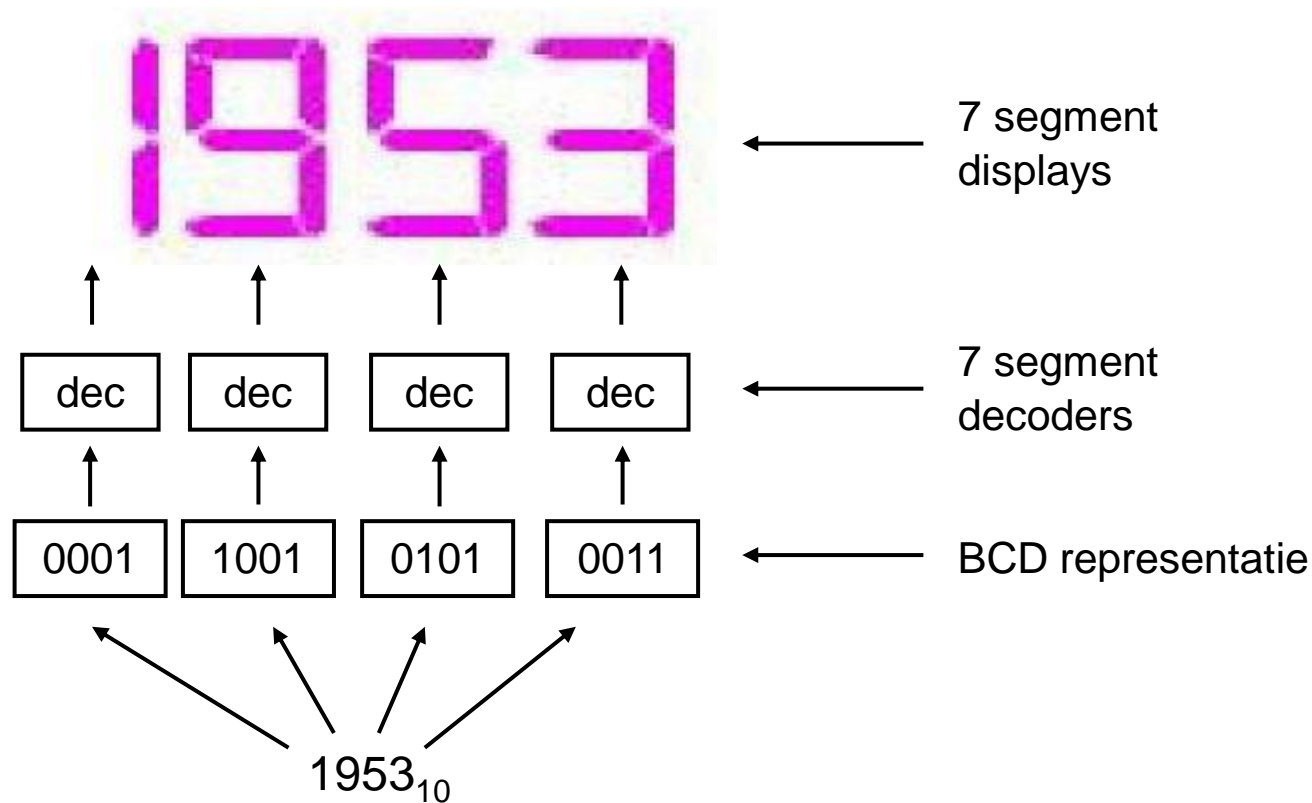 1953
7 segment
displays
dec dec dec dec
7 segment
decoders
0001 1001 0101 0011
BCD representatie
1953₁₀